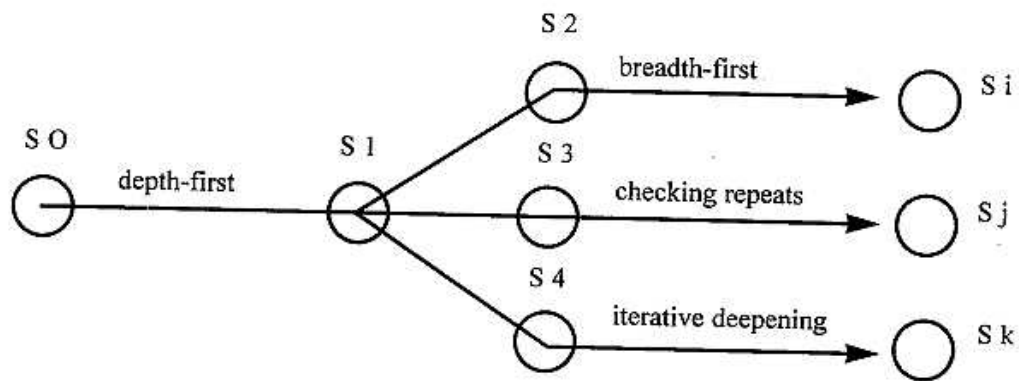 S 2
breadth-first
S i
S O
S 1
S 3
depth-first
checking repeats
S j
S 4
iterative deepening
S k